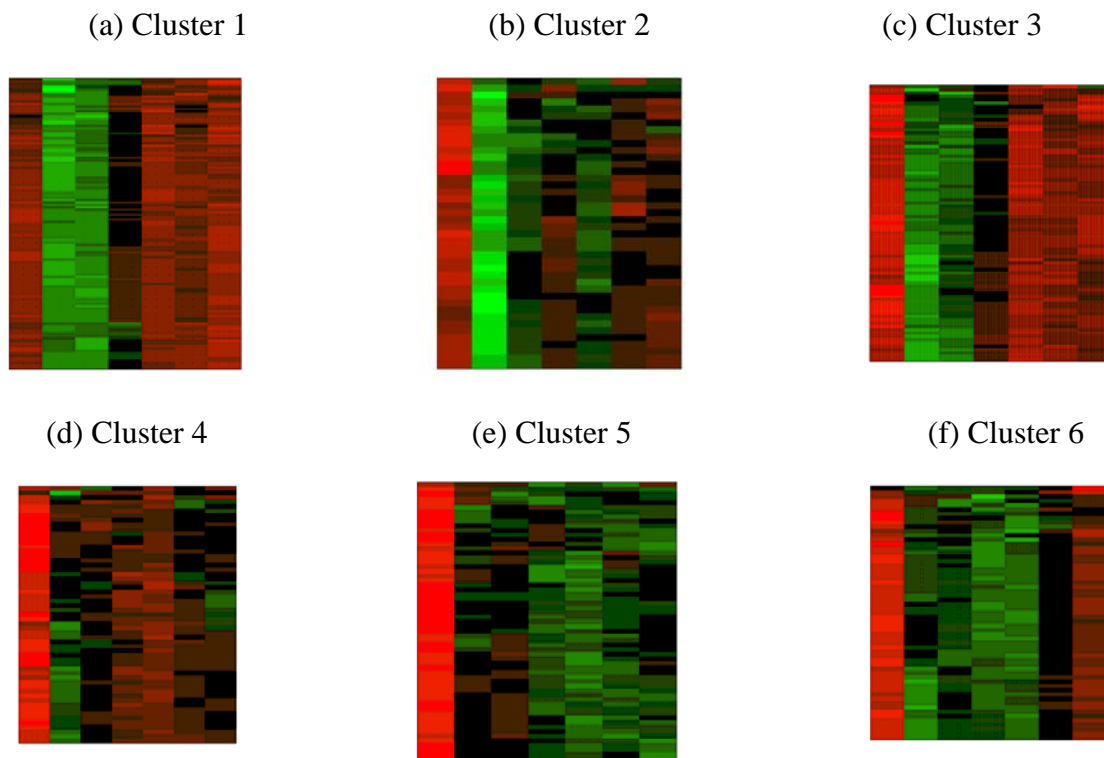 (a) Cluster 1
(b) Cluster 2
(c) Cluster 3
(d) Cluster 4
(e) Cluster 5
(f) Cluster 6